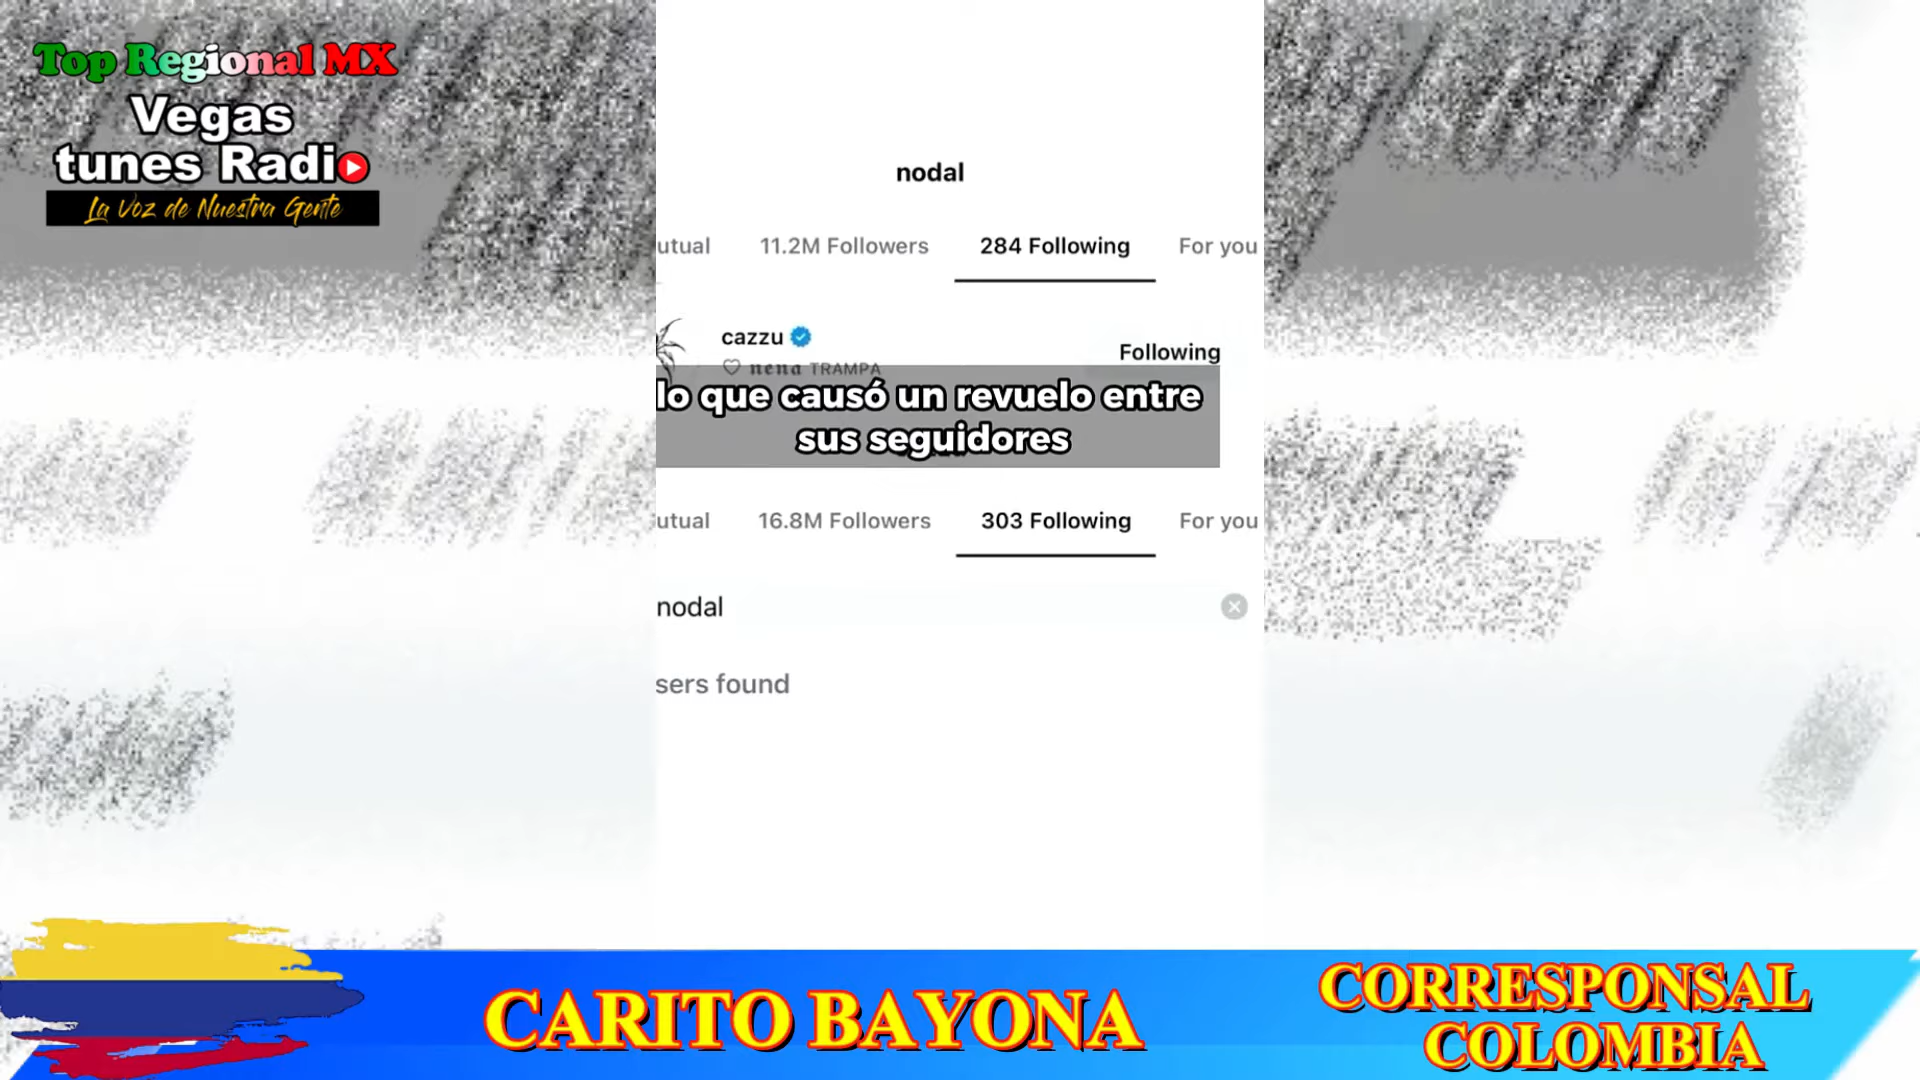 Top Regional MX
Vegas
tunes Radio
La Voz de Nuestra Gente
nodal
utual 11.2M Followers 284 Following For you
cazzu
nena TRAMPA
Following
lo que causó un revuelo entre
sus seguidores
utual 16.8M Followers 303 Following For you
nodal
sers found
CARITO BAYONA
CORRESPONSAL
COLOMBIA